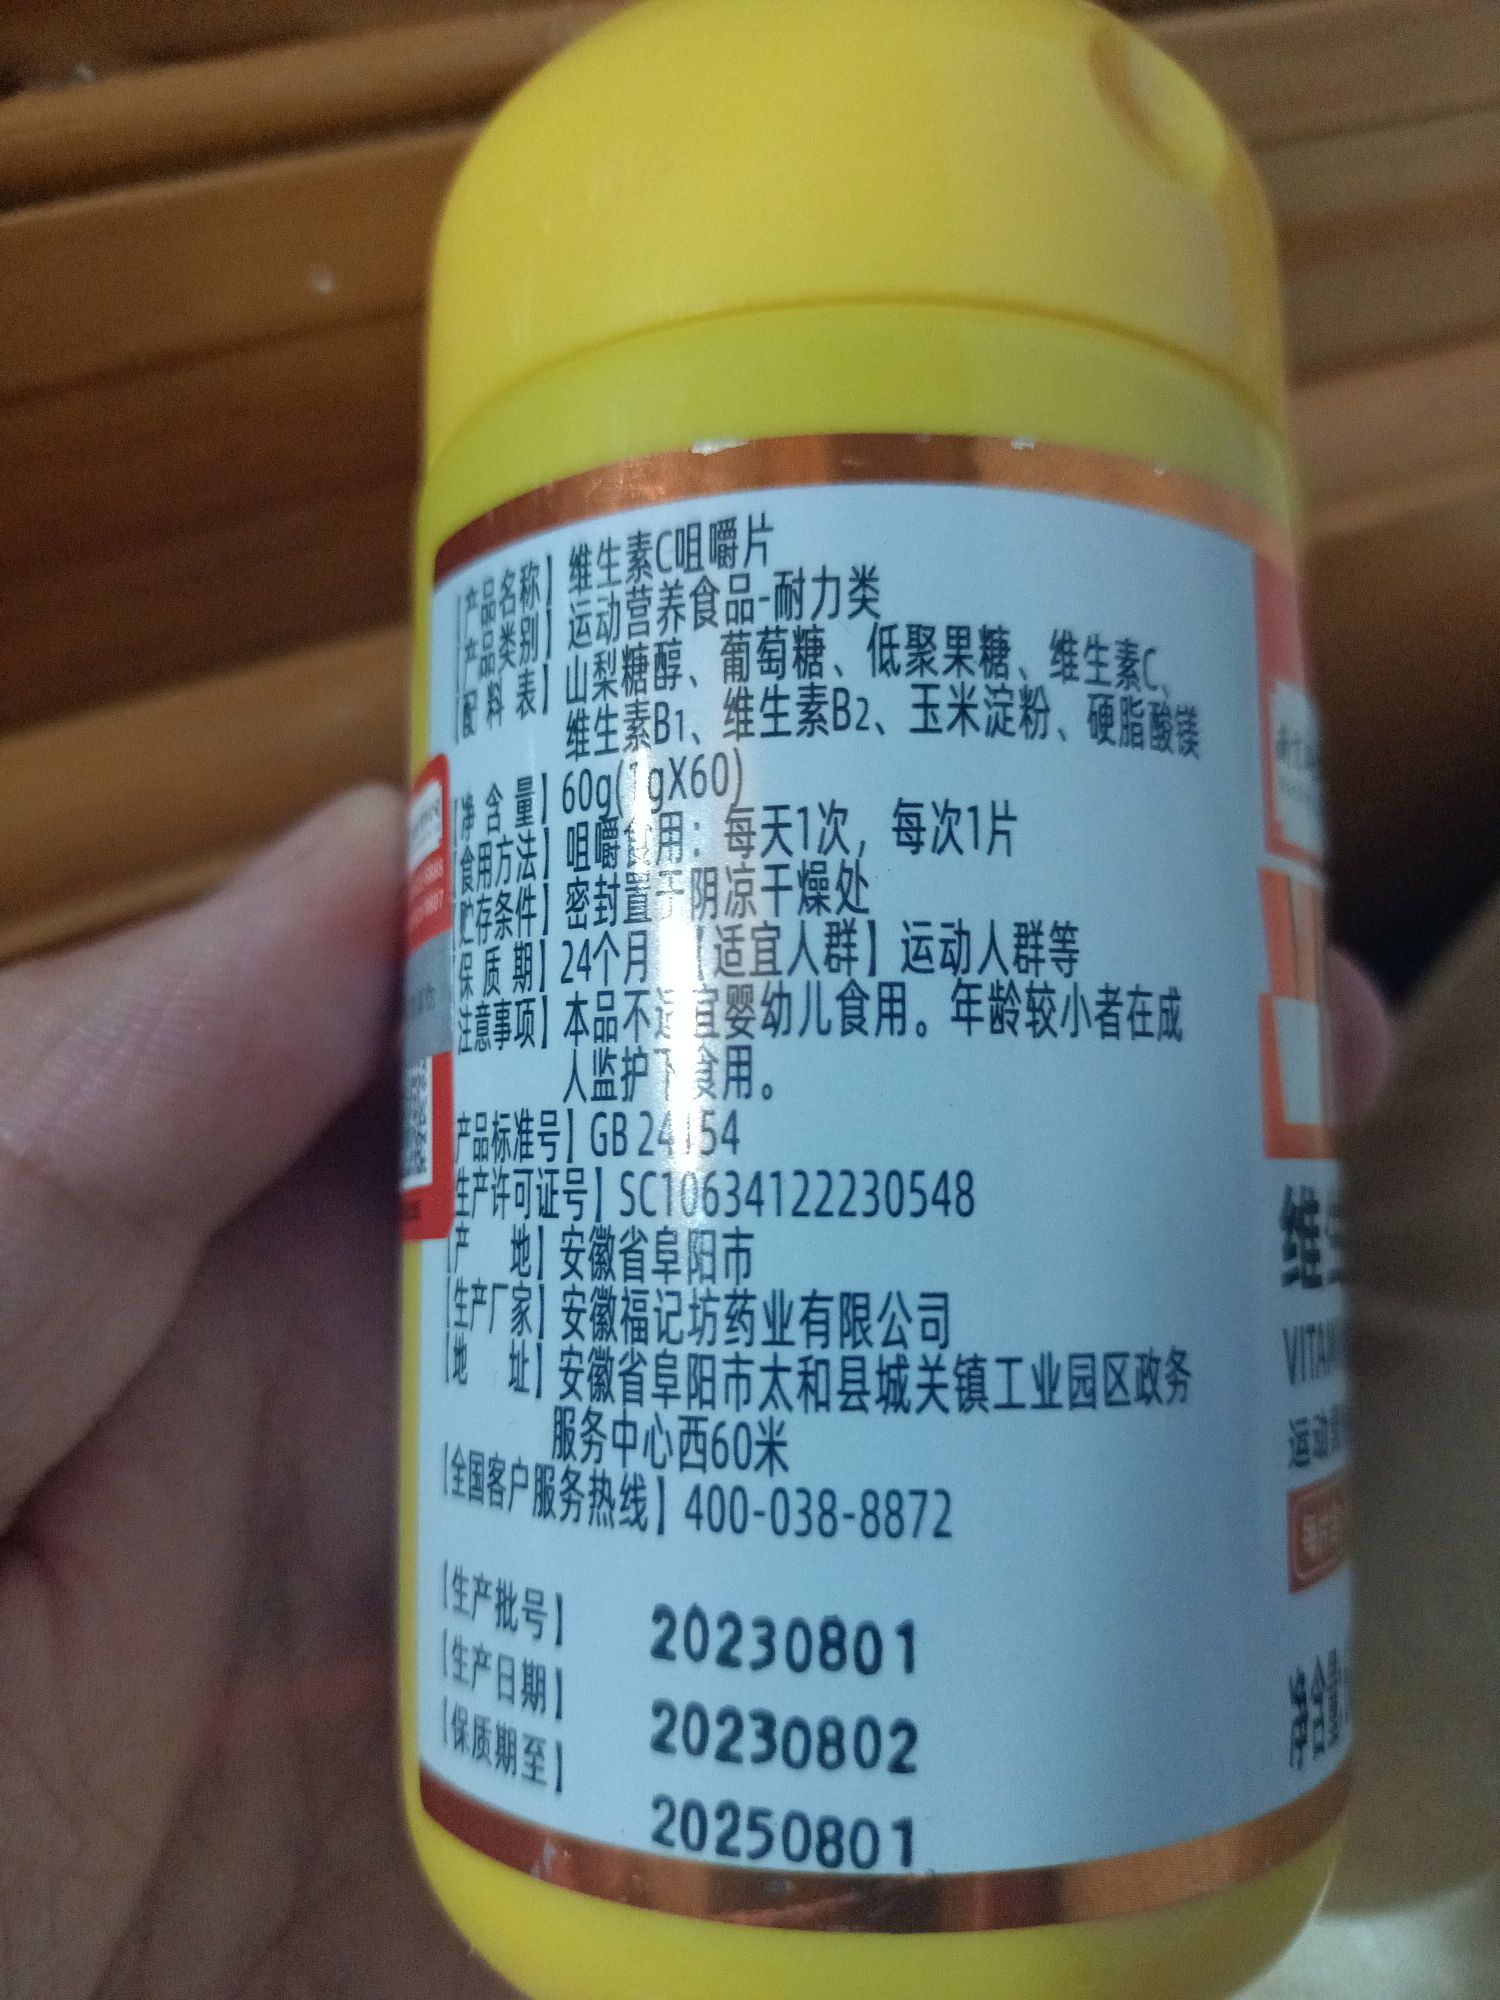 【产品名称】维生素C咀嚼片
【产品类别】运动营养食品-耐力类
【配料表】山梨糖醇、葡萄糖、低聚果糖、维生素C、
维生素B1、维生素B2、玉米淀粉、硬脂酸镁
【净含量】60g(1gX60)
【食用方法】咀嚼食用：每天1次，每次1片
【贮存条件】密封置于阴凉干燥处
【保质期】24个月【适宜人群】运动人群等
【注意事项】本品不适宜婴幼儿食用。年龄较小者在成
人监护下食用。
产品标准号】GB 24154
生产许可证号】SC10634122230548
【产地】安徽省阜阳市
【生产厂家】安徽福记坊药业有限公司
【地址】安徽省阜阳市太和县城关镇工业园区政务
服务中心西60米
【全国客户服务热线】400-038-8872
【生产批号】20230801
【生产日期】20230802
【保质期至】20250801
维生
VITAM
运动营
净含量